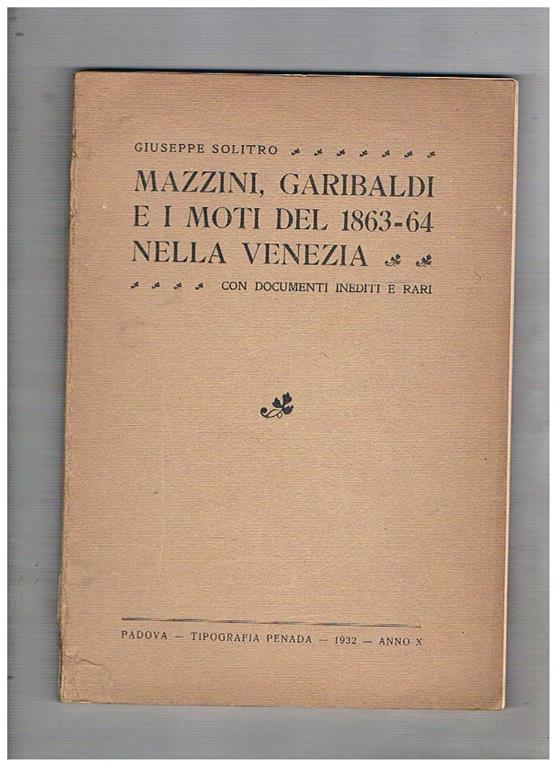 GIUSEPPE SOLITRO
MAZZINI, GARIBALDI
E I MOTI DEL 1863-64
NELLA VENEZIA
CON DOCUMENTI INEDITI E RARI
PADOVA — TIPOGRAFIA PENADA — 1932 — ANNO X